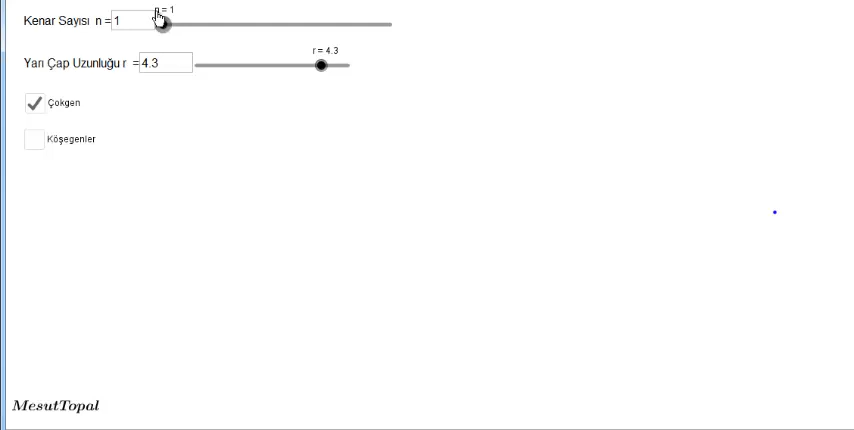 Kenar Sayısı n = 1
n = 1
r = 4.3
Yarı Çap Uzunluğu r = 4.3
Çokgen
Köşegenler
MesutTopal